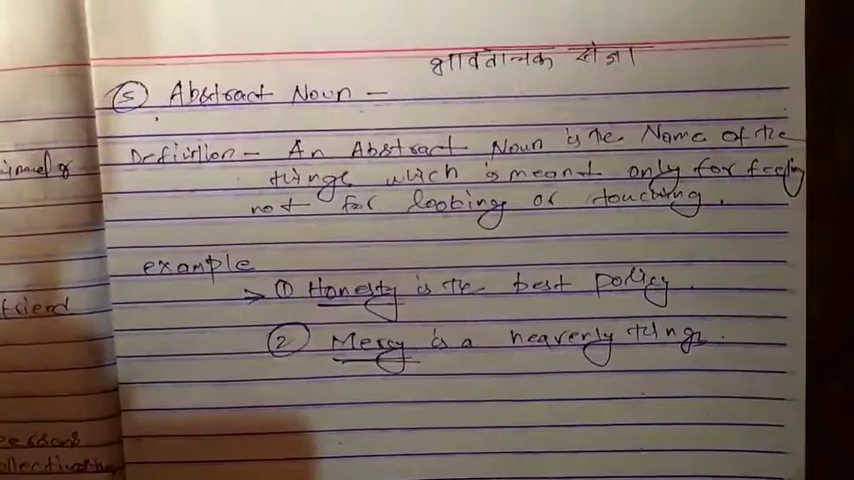 भाववाचक संज्ञा
⑤ Abstract Noun -
Definition - An Abstract Noun is the Name of the
things which is meant only for feeling
not for looking or touching.
example
→ ① Honesty is the best policy.
② Mercy is a heavenly thing.
friend